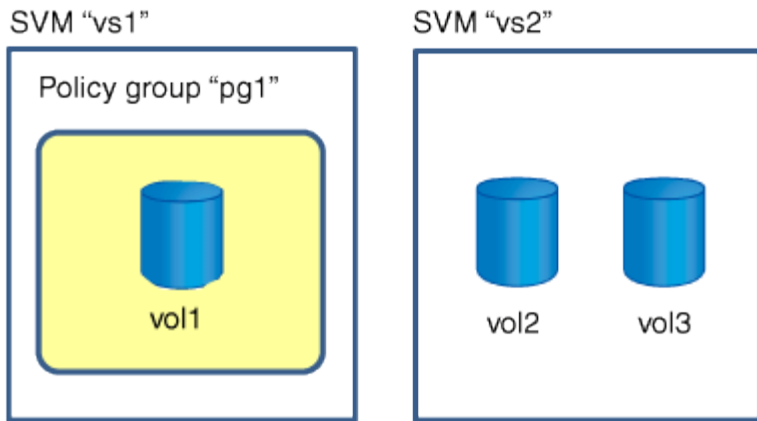 SVM “vs1”
SVM “vs2”
Policy group “pg1”
vol1
vol2
vol3